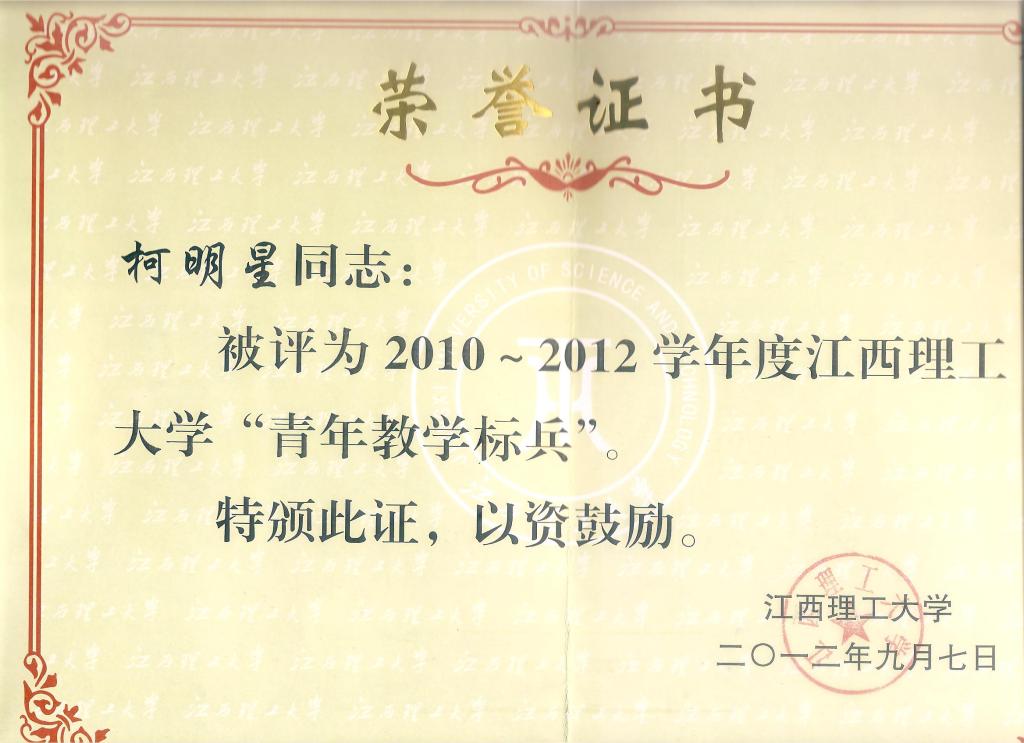 荣誉证书
柯明星同志：
被评为2010～2012学年度江西理工
大学“青年教学标兵”。
特颁此证，以资鼓励。
江西理工大学
二〇一二年九月七日